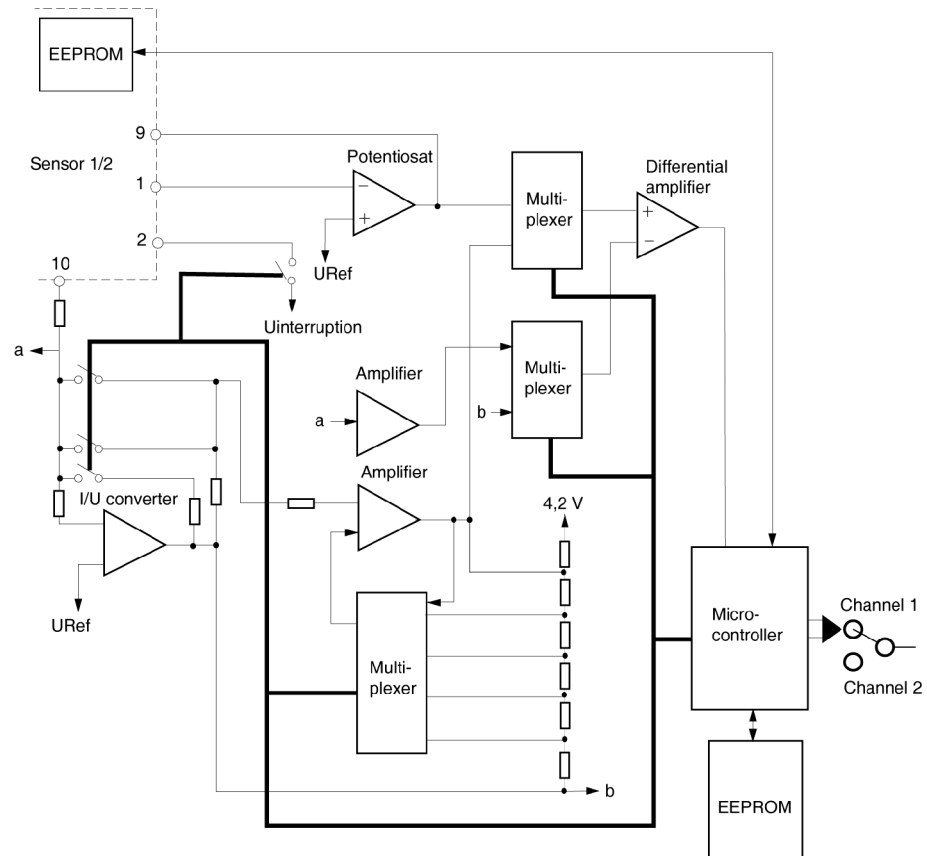 EEPROM
9
Sensor 1/2
Potentiosat
1
−
+
Multi-
plexer
Differential
amplifier
+
−
2
URef
10
Uinterruption
a
Amplifier
a
Multi-
plexer
b
Amplifier
I/U converter
4,2 V
URef
Multi-
plexer
Micro-
controller
Channel 1
Channel 2
b
EEPROM